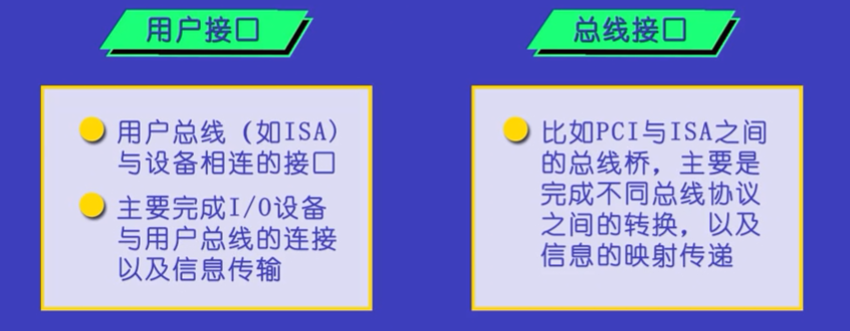 用户接口
用户总线（如ISA）
与设备相连的接口
主要完成I/O设备
与用户总线的连接
以及信息传输
总线接口
比如PCI与ISA之间
的总线桥，主要是
完成不同总线协议
之间的转换，以及
信息的映射传递